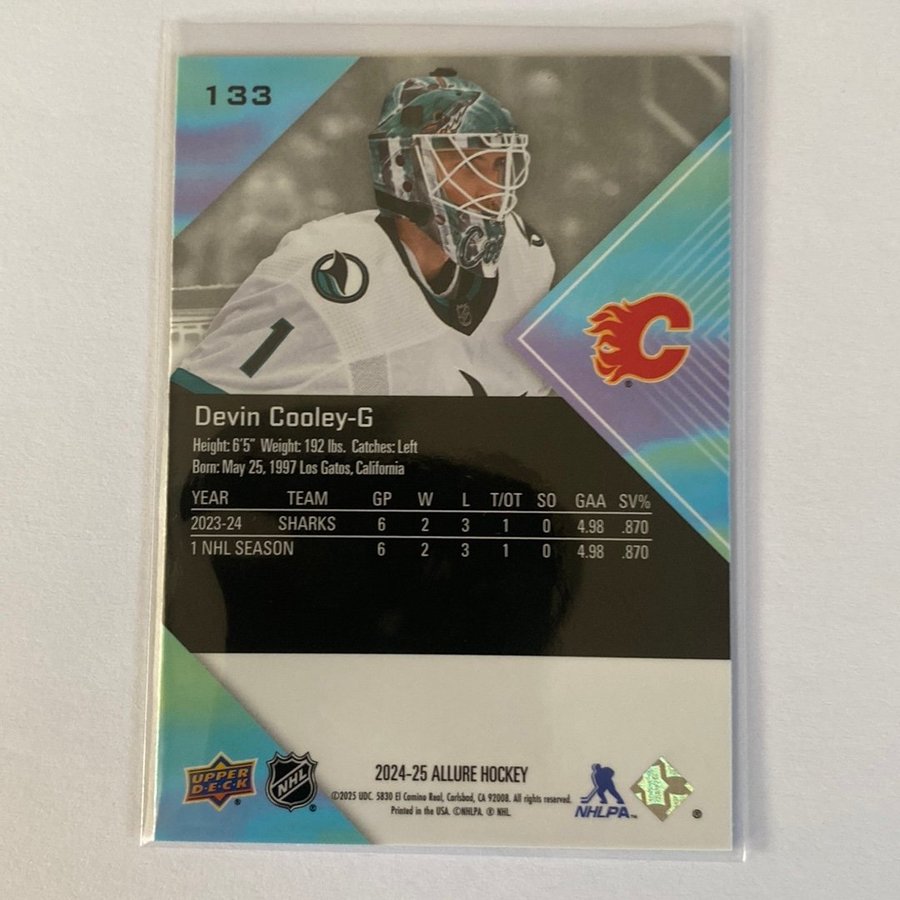 133
1
Devin Cooley-G
Height: 6'5" Weight: 192 lbs. Catches: Left
Born: May 25, 1997 Los Gatos, California
YEAR TEAM GP W L T/OT SO GAA SV%
2023-24 SHARKS 6 2 3 1 0 4.98 .870
1 NHL SEASON 6 2 3 1 0 4.98 .870
UPPER
DECK
®
NHL
®
2024-25 ALLURE HOCKEY
©2025 UDC. 5830 El Camino Real, Carlsbad, CA 92008. All rights reserved.
Printed in the USA. ©NHLPA. ® NHL.
NHLPA™
®